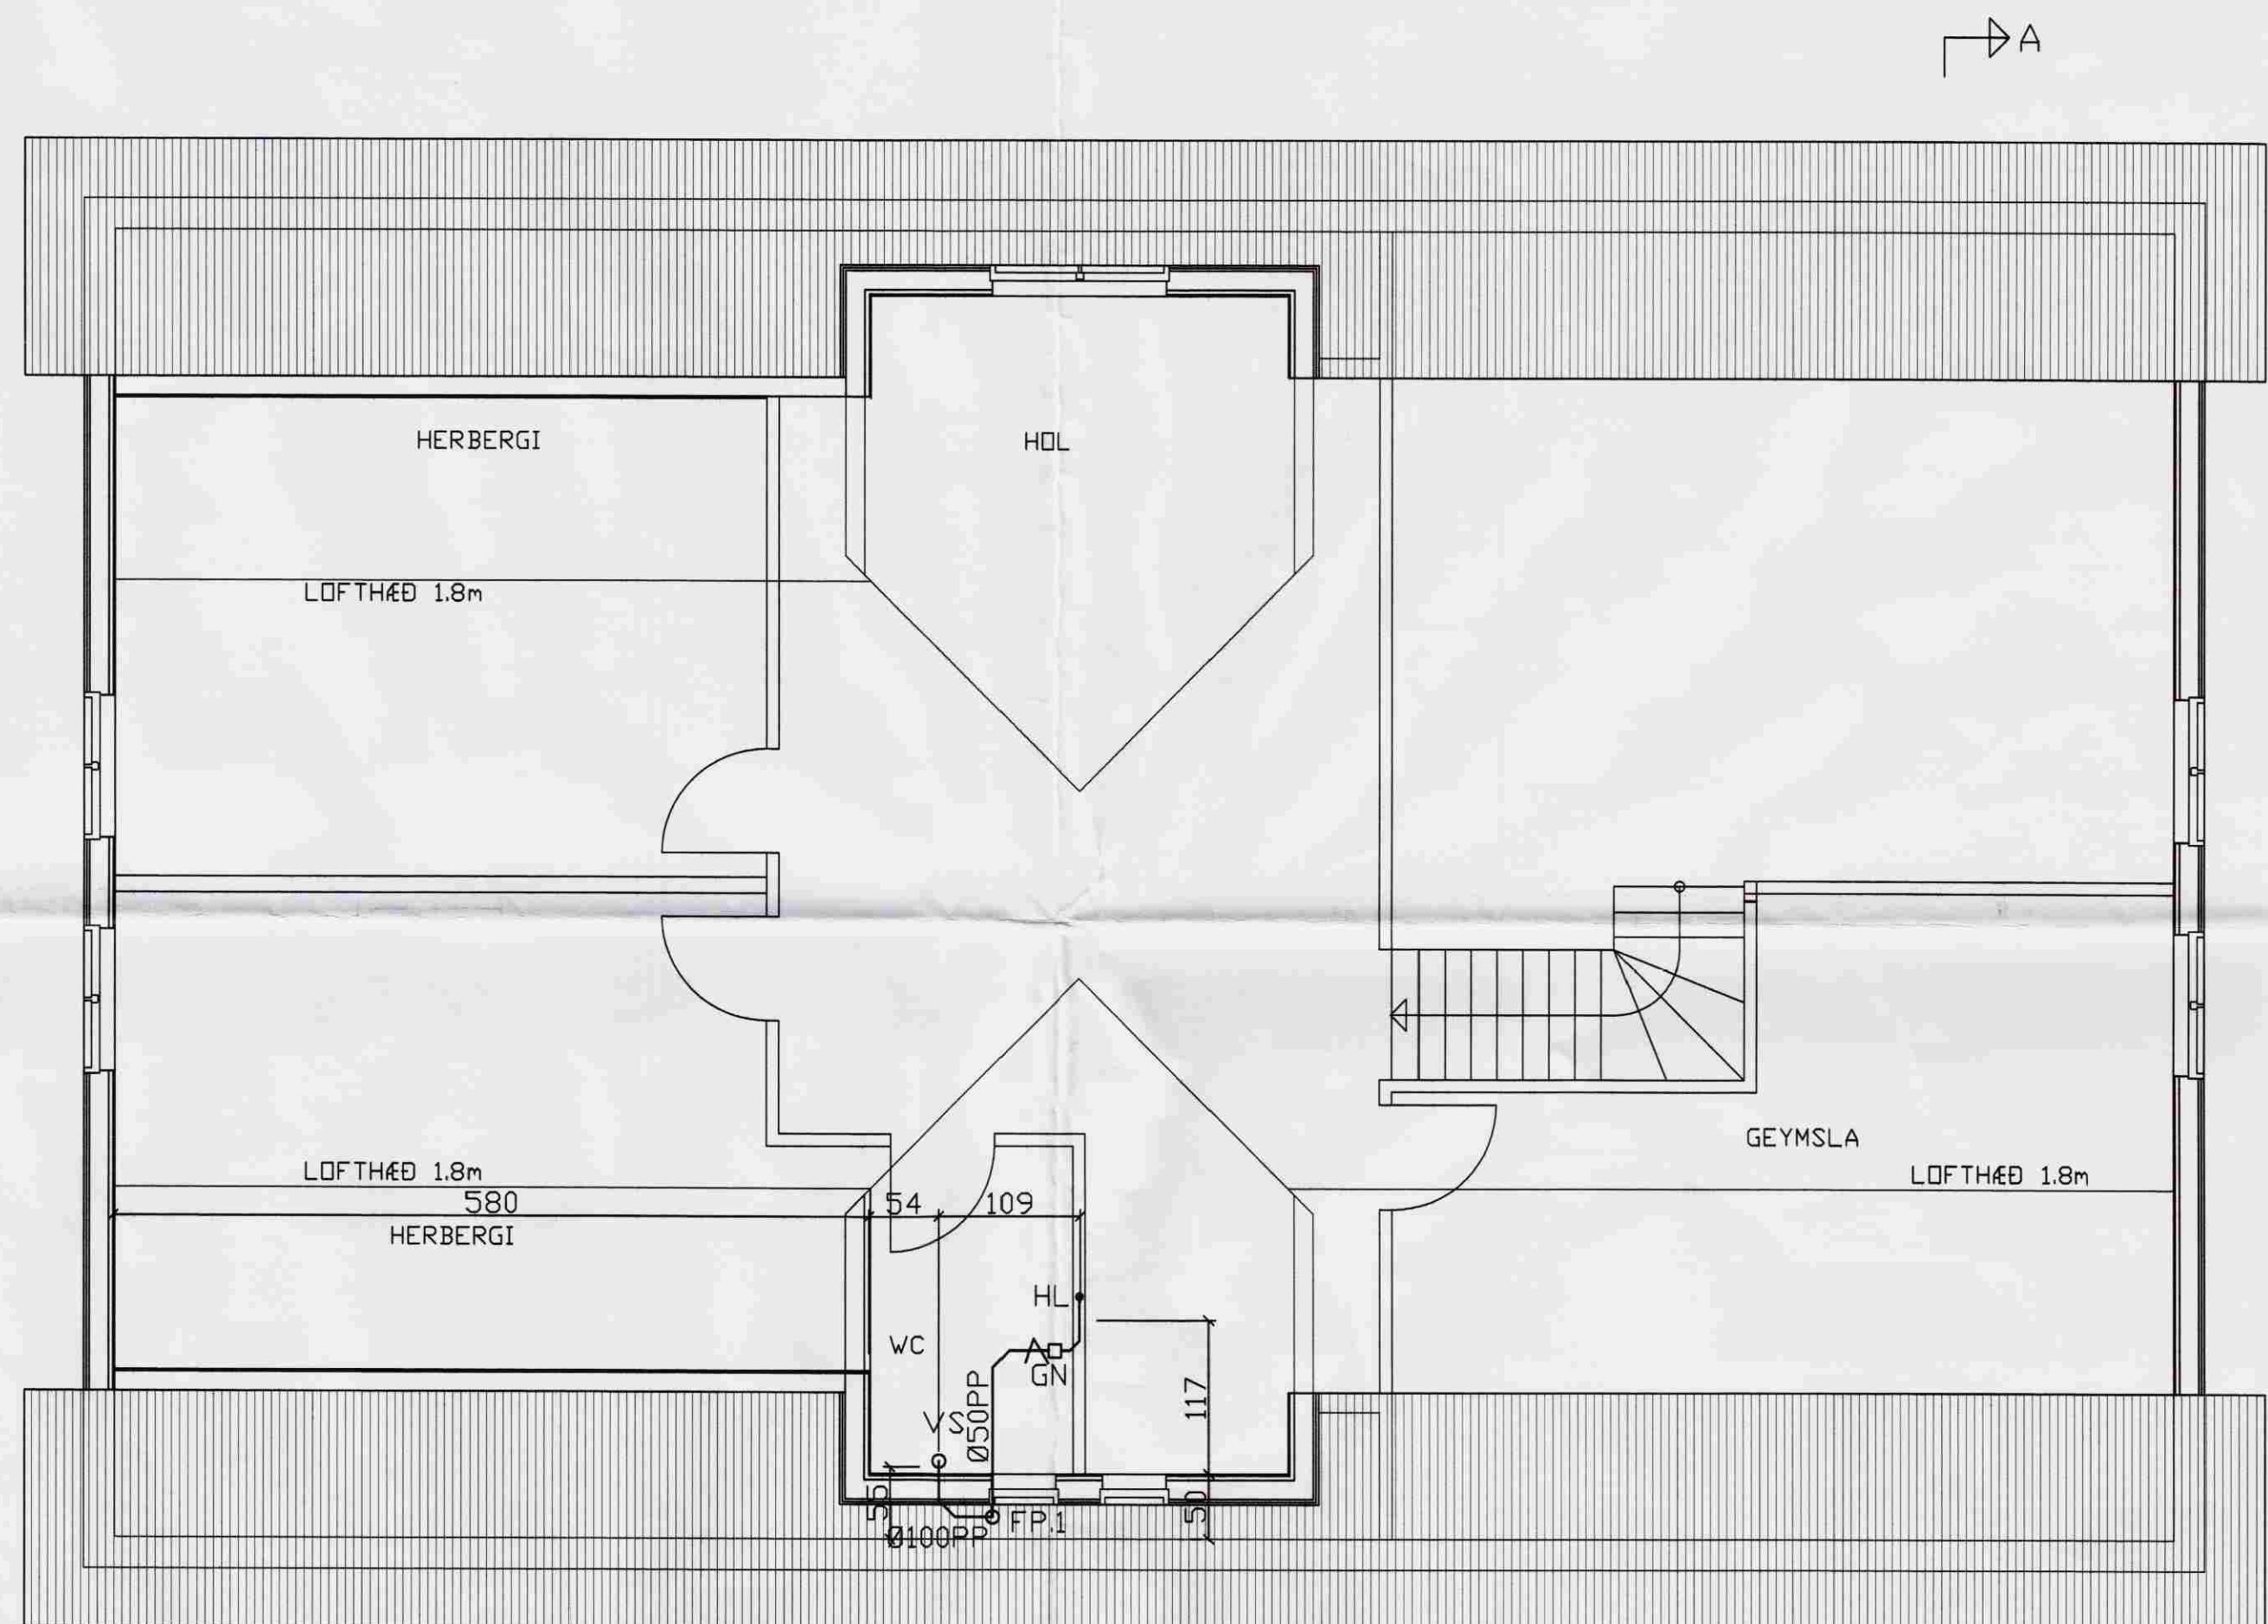 A
HERBERGI
HOL
LOFTHÆÐ 1.8m
GEYMSLA
LOFTHÆÐ 1.8m
LOFTHÆÐ 1.8m
580
54
109
HERBERGI
HL
WC
GN
117
VS
Ø50PP
55
50
FP.1
Ø100PP